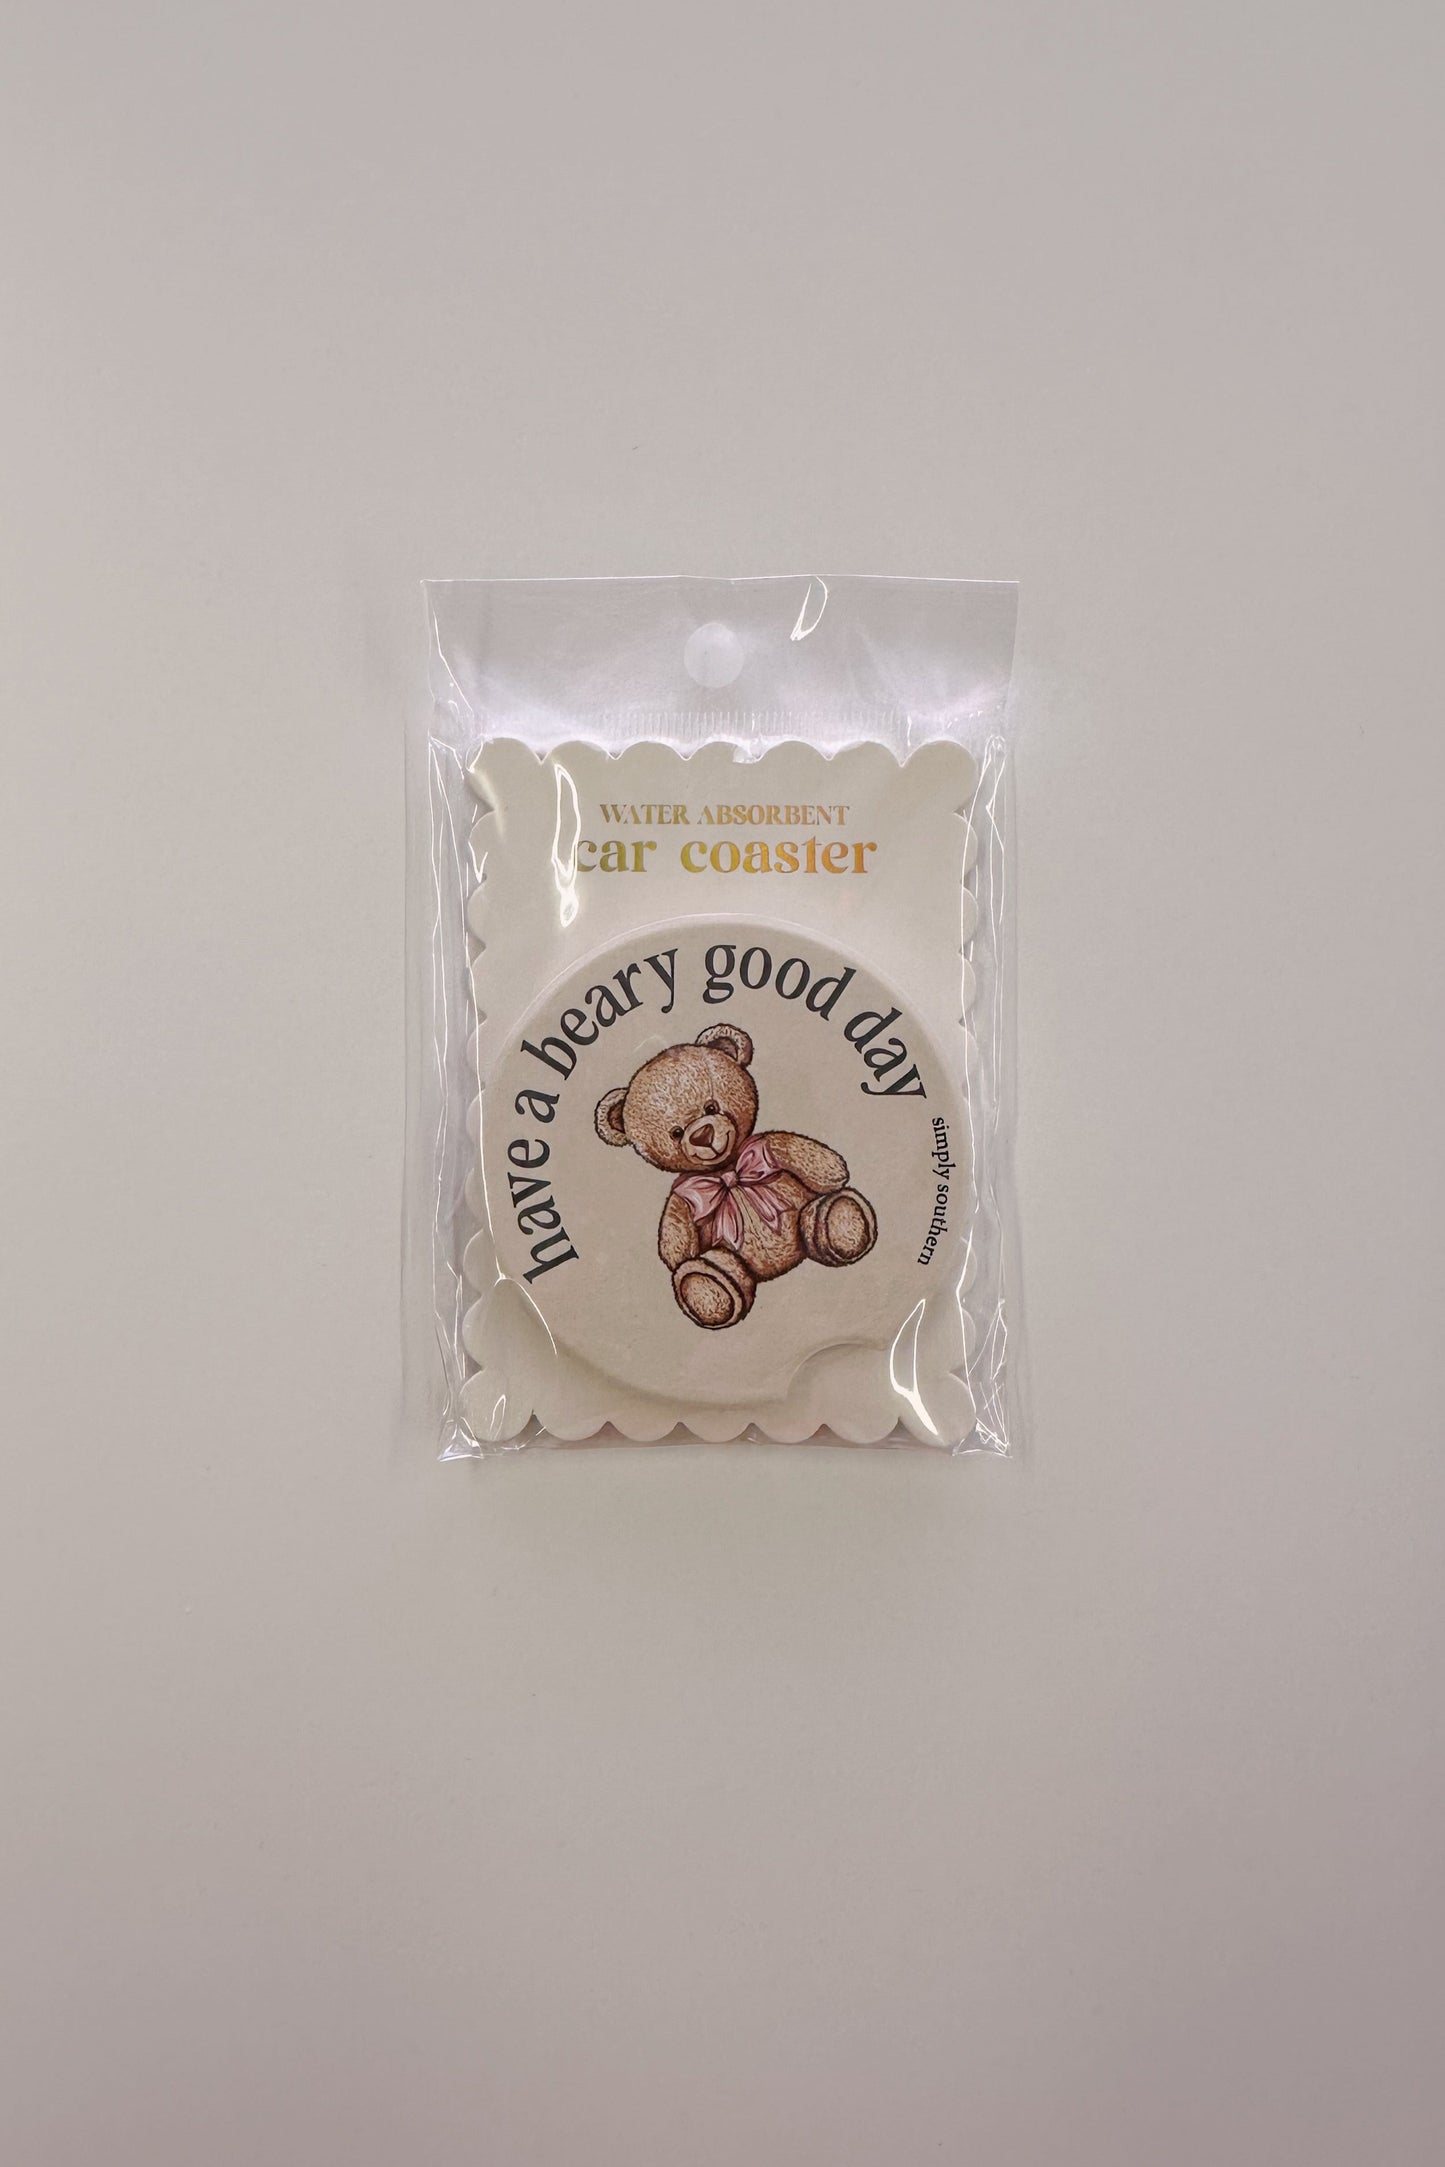 WATER ABSORBENT
car coaster
have a beary good day
simply southern